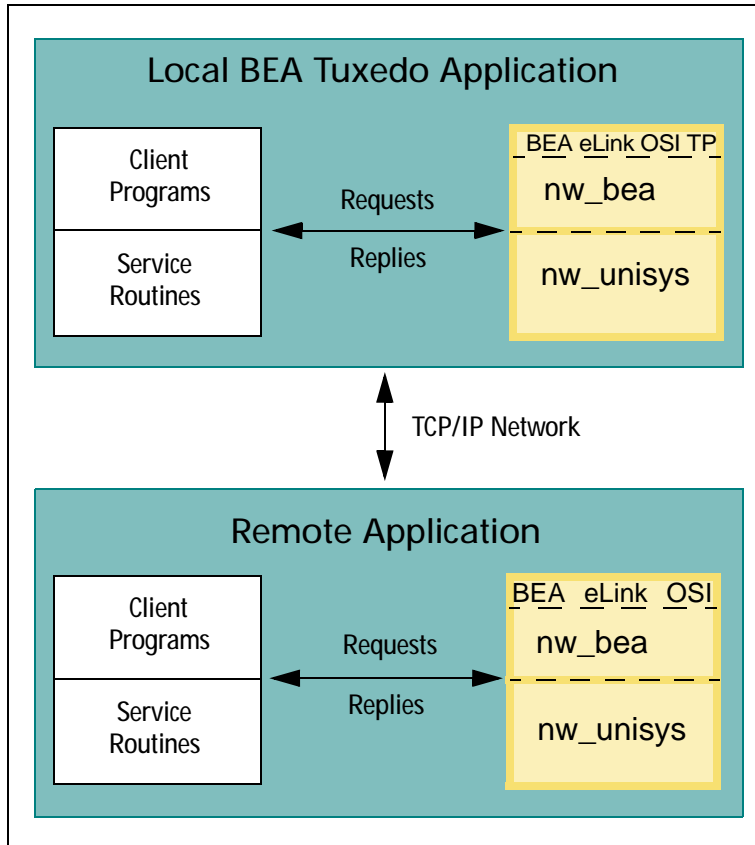 Local BEA Tuxedo Application
Client
Programs
Service
Routines
Requests
Replies
BEA eLink OSI TP
nw_bea
nw_unisys
TCP/IP Network
Remote Application
Client
Programs
Service
Routines
Requests
Replies
BEA eLink OSI
nw_bea
nw_unisys